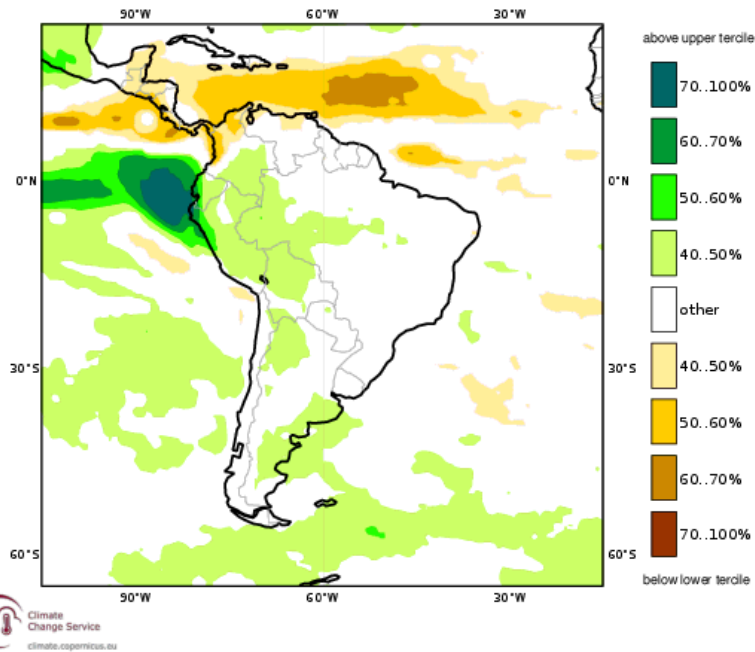 90°W 60°W 30°W
above upper tercile
70..100%
60..70%
0°N 0°N
50..60%
40..50%
other
30°S 30°S
40..50%
50..60%
60..70%
70..100%
60°S 60°S
below lower tercile
90°W 60°W 30°W
Climate
Change Service
climate.copernicus.eu